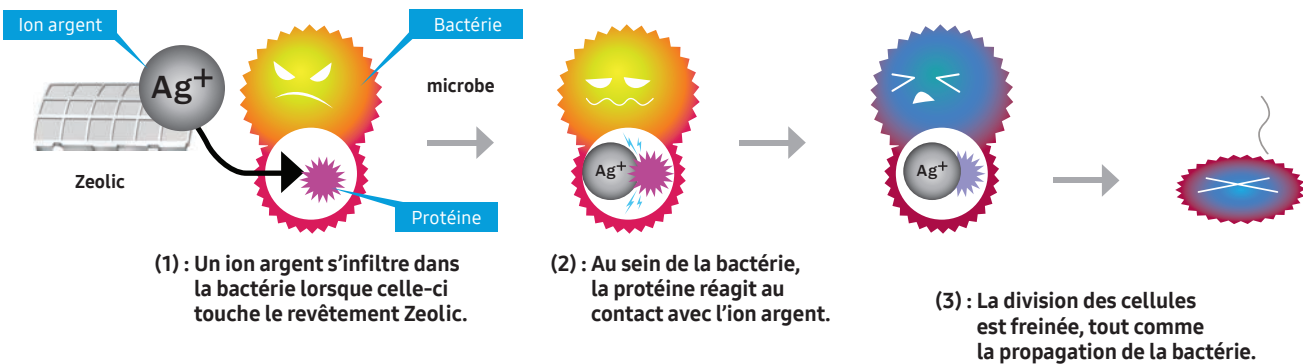 Ion argent
Bactérie
Ag+
microbe
Zeolic
Protéine
Ag+
Ag+
(1) : Un ion argent s’infiltre dans
la bactérie lorsque celle-ci
touche le revêtement Zeolic.
(2) : Au sein de la bactérie,
la protéine réagit au
contact avec l’ion argent.
(3) : La division des cellules
est freinée, tout comme
la propagation de la bactérie.